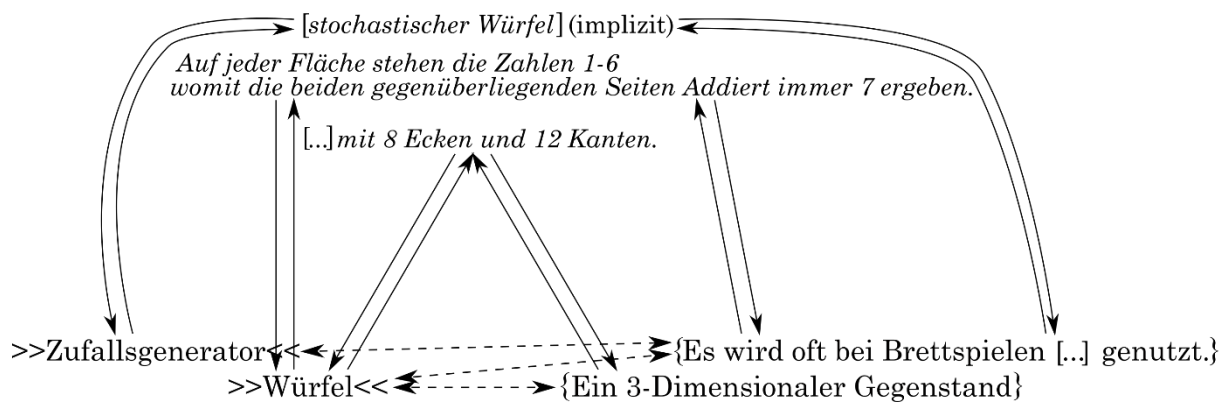 [stochastischer Würfel] (implizit)
Auf jeder Fläche stehen die Zahlen 1-6
womit die beiden gegenüberliegenden Seiten Addiert immer 7 ergeben.
[...] mit 8 Ecken und 12 Kanten.
>>Zufallsgenerator<< {Es wird oft bei Brettspielen [...] genutzt.}
>>Würfel<< {Ein 3-Dimensionaler Gegenstand}